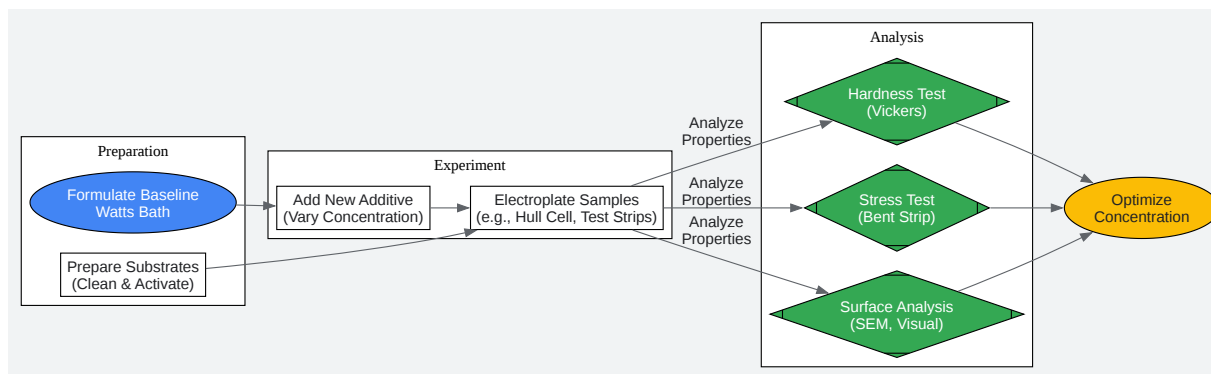 Preparation
Formulate Baseline
Watts Bath
Prepare Substrates
(Clean & Activate)
Experiment
Add New Additive
(Vary Concentration)
Electroplate Samples
(e.g., Hull Cell, Test Strips)
Analyze
Properties
Analyze
Properties
Analyze
Properties
Analysis
Hardness Test
(Vickers)
Stress Test
(Bent Strip)
Surface Analysis
(SEM, Visual)
Optimize
Concentration